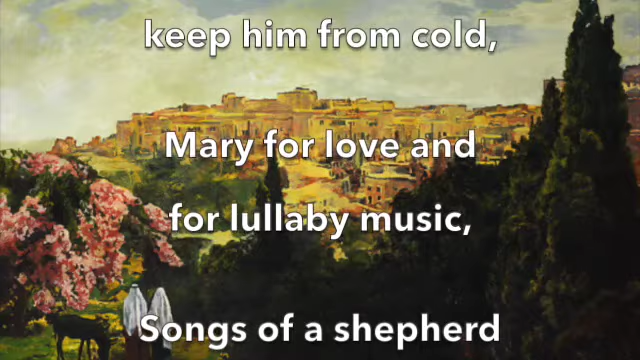 keep him from cold,
Mary for love and
for lullaby music,
Songs of a shepherd